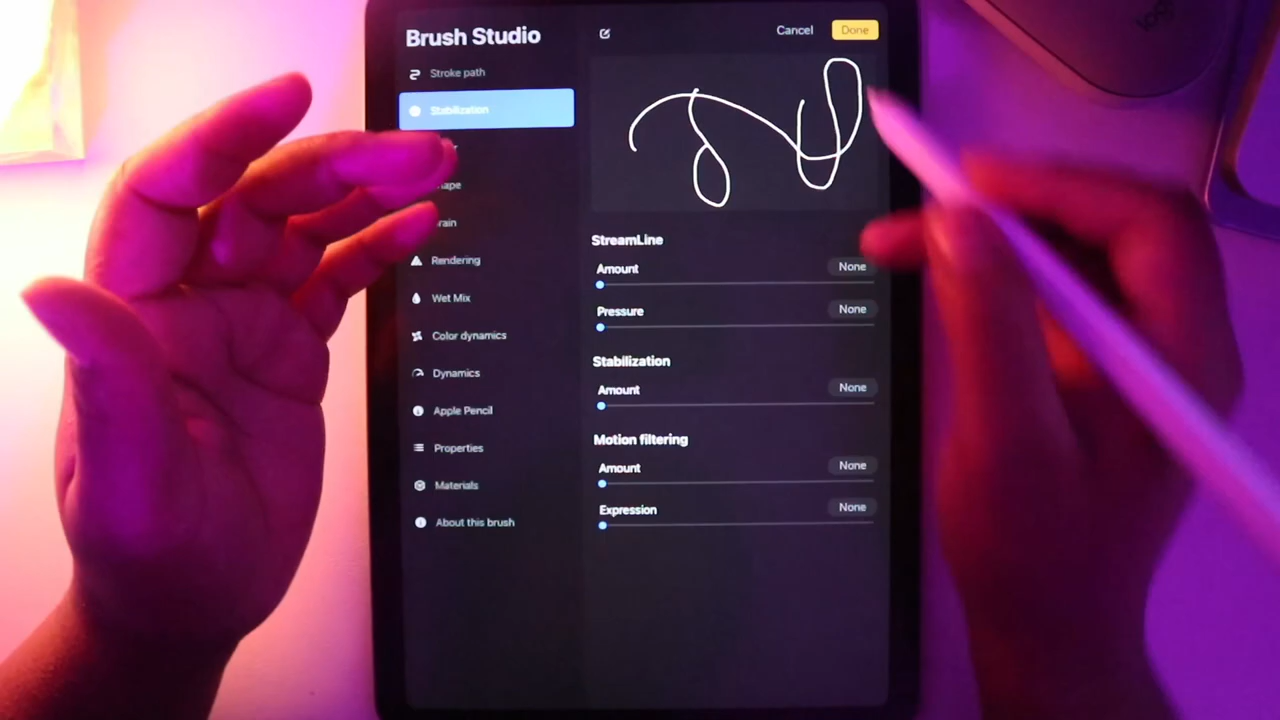 Brush Studio
Cancel
Done
Stroke path
Stabilization
Rendering
Wet Mix
Color dynamics
Dynamics
Apple Pencil
Properties
Materials
About this brush
StreamLine
Amount
None
Pressure
None
Stabilization
Amount
None
Motion filtering
Amount
None
Expression
None